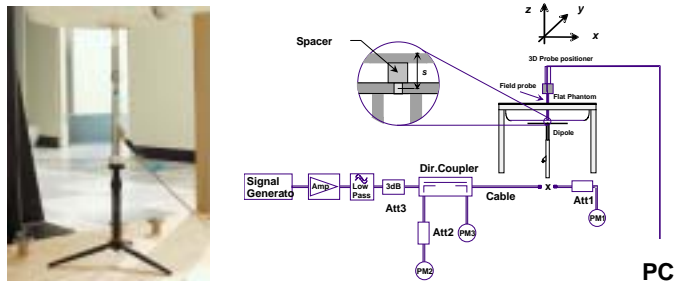 z
y
x
Spacer
s
3D Probe positioner
Field probe
Flat Phantom
Dipole
Dir.Coupler
Signal
Generato
Amp
Low
Pass
3dB
Att3
Cable
x
Att1
PM1
Att2
PM3
PM2
PC